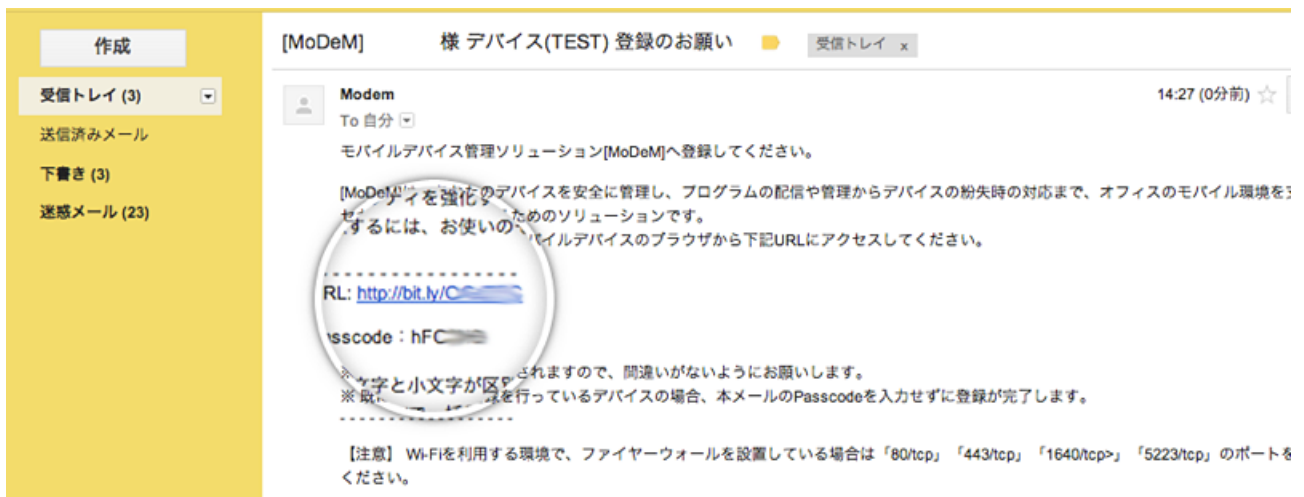 作成
受信トレイ (3)
送信済みメール
下書き (3)
迷惑メール (23)
[MoDeM] 様 デバイス(TEST) 登録のお願い 受信トレイ x
Modem 14:27 (0分前)
To 自分
モバイルデバイス管理ソリューション[MoDeM]へ登録してください。
[MoDeM のデバイスを安全に管理し、プログラムの配信や管理からデバイスの紛失時の対応まで、オフィスのモバイル環境を
ティを強化す
ためのソリューションです。
するには、お使いの
バイルデバイスのブラウザから下記URLにアクセスしてください。
--------------------
RL: http://bit.ly/C
sscode:hFC
されますので、間違いがないようにお願いします。
文字と小文字が区
※ 既 を行っているデバイスの場合、本メールのPasscodeを入力せずに登録が完了します。
--------------------
【注意】 Wi-Fiを利用する環境で、ファイヤーウォールを設置している場合は「80/tcp」「443/tcp」「1640/tcp>」「5223/tcp」のポートを
ください。